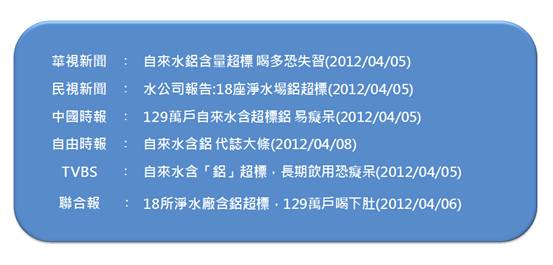 華視新聞 ： 自來水鋁含量超標 喝多恐失智(2012/04/05)
民視新聞 ： 水公司報告:18座淨水場鋁超標(2012/04/05)
中國時報 ： 129萬戶自來水含超標鋁 易癡呆(2012/04/05)
自由時報 ： 自來水含鋁 代誌大條(2012/04/08)
TVBS ： 自來水含「鋁」超標，長期飲用恐癡呆(2012/04/05)
聯合報 ： 18所淨水廠含鋁超標，129萬戶喝下肚(2012/04/06)